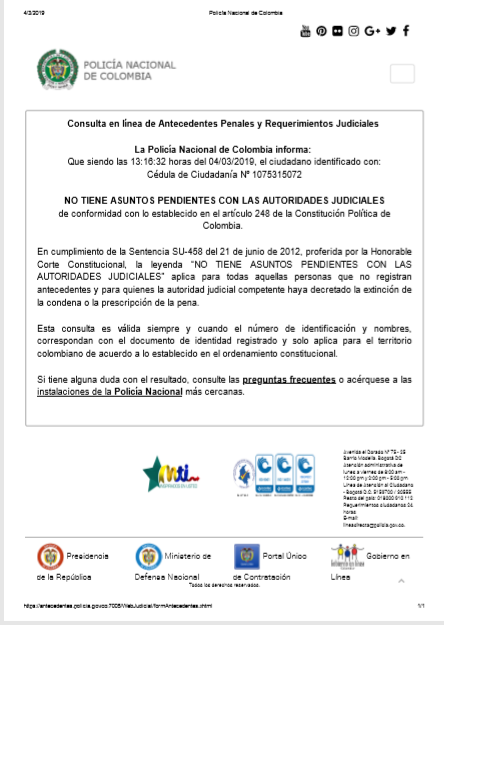 4/3/2019
Policía Nacional de Colombia
You Tube
POLICÍA NACIONAL
DE COLOMBIA
Consulta en línea de Antecedentes Penales y Requerimientos Judiciales
La Policía Nacional de Colombia informa:
Que siendo las 13:16:32 horas del 04/03/2019, el ciudadano identificado con:
Cédula de Ciudadanía Nº 1075315072
NO TIENE ASUNTOS PENDIENTES CON LAS AUTORIDADES JUDICIALES
de conformidad con lo establecido en el artículo 248 de la Constitución Política de
Colombia.
En cumplimiento de la Sentencia SU-458 del 21 de junio de 2012, proferida por la Honorable
Corte Constitucional, la leyenda "NO TIENE ASUNTOS PENDIENTES CON LAS
AUTORIDADES JUDICIALES" aplica para todas aquellas personas que no registran
antecedentes y para quienes la autoridad judicial competente haya decretado la extinción de
la condena o la prescripción de la pena.
Esta consulta es válida siempre y cuando el número de identificación y nombres,
correspondan con el documento de identidad registrado y solo aplica para el territorio
colombiano de acuerdo a lo establecido en el ordenamiento constitucional.
Si tiene alguna duda con el resultado, consulte las preguntas frecuentes o acérquese a las
instalaciones de la Policía Nacional más cercanas.
Avenida el Dorado Nº 75 - 25
Barrio Modelia, Bogotá D.C
Atención administrativa de
lunes a viernes de 8:00 am -
12:00 pm y 2:00 pm - 5:00 pm
Línea de Atención al Ciudadano
Requerimientos ciudadanos 24
horas
E-mail:
lineadirecta@policia.gov.co
Presidencia
de la República
Ministerio de
Defensa Nacional
Portal Único
de Contratación
Gobierno en
Línea
Todos los derechos reservados.
https://antecedentes.policia.gov.co:7005/WebJudicial/formAntecedentes.xhtml
1/1